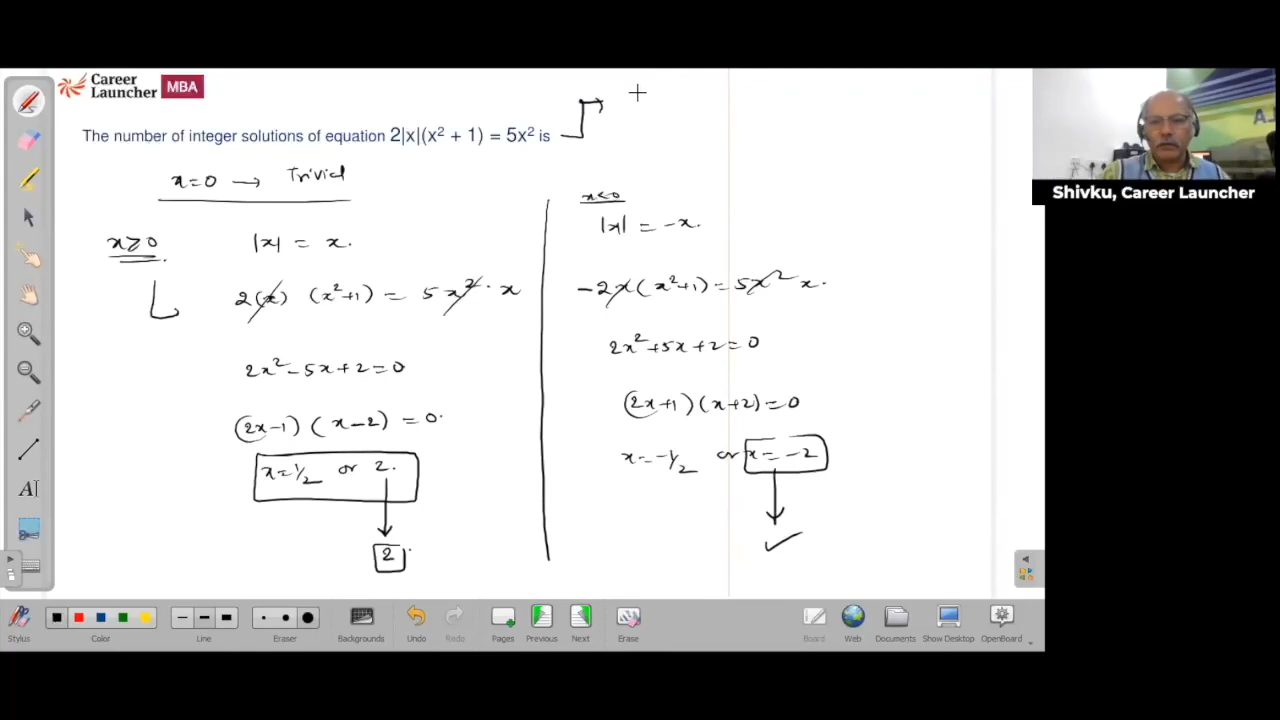 Career Launcher MBA
The number of integer solutions of equation 2|x|(x² + 1) = 5x² is
x=0 → Trivial
x≥0 |x| = x.
2(x) (x²+1) = 5x²· x
2x²-5x+2=0
(2x-1) (x-2) = 0.
x=1/2 or 2.
2.
x<0
|x| = -x.
-2x(x²+1)=5x² x.
2x²+5x+2=0
(2x+1)(x+2)=0
x=-1/2 or x=-2
Shivku, Career Launcher
AI
Stylus
Color
Line
Eraser
Backgrounds
Undo
Redo
Pages
Previous
Next
Erase
Board
Web
Documents
Show Desktop
OpenBoard